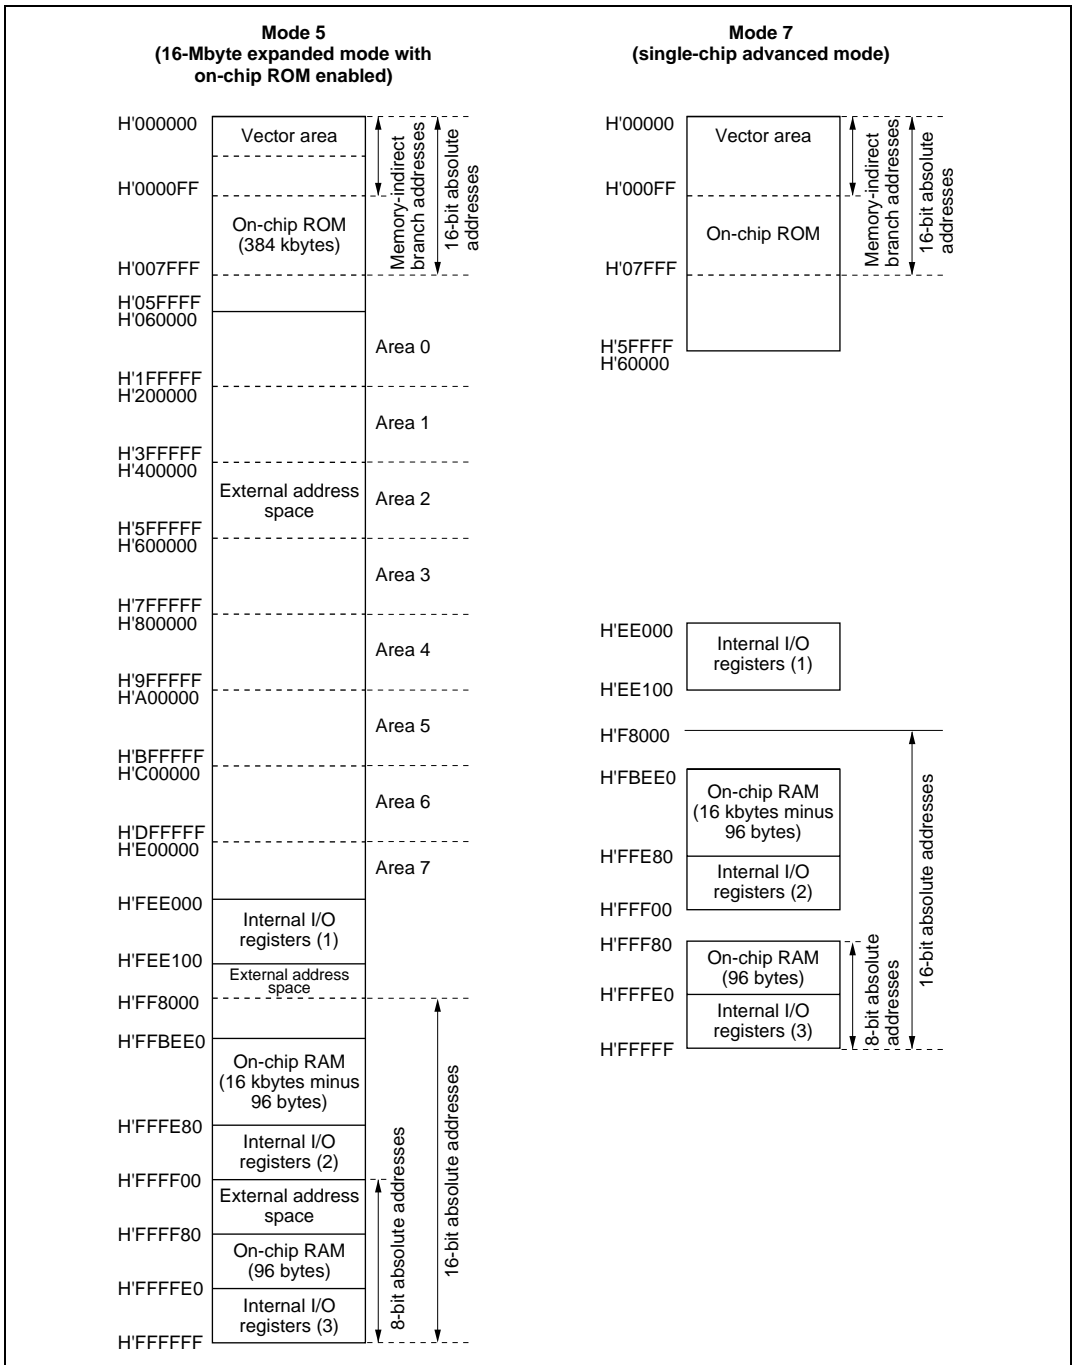 Mode 5
(16-Mbyte expanded mode with
on-chip ROM enabled)
H'000000
Vector area
H'0000FF
On-chip ROM
(384 kbytes)
H'007FFF
H'05FFFF
H'060000
H'1FFFFF
H'200000
H'3FFFFF
H'400000
External address
space
H'5FFFFF
H'600000
H'7FFFFF
H'800000
H'9FFFFF
H'A00000
H'BFFFFF
H'C00000
H'DFFFFF
H'E00000
H'FEE000
Internal I/O
registers (1)
H'FEE100
External address
space
H'FF8000
H'FFBEE0
On-chip RAM
(16 kbytes minus
96 bytes)
H'FFFE80
Internal I/O
registers (2)
H'FFFF00
External address
space
H'FFFF80
On-chip RAM
(96 bytes)
H'FFFFE0
Internal I/O
registers (3)
H'FFFFFF
Memory-indirect
branch addresses
16-bit absolute
addresses
Area 0
Area 1
Area 2
Area 3
Area 4
Area 5
Area 6
Area 7
8-bit absolute addresses
16-bit absolute addresses
Mode 7
(single-chip advanced mode)
H'00000
Vector area
H'000FF
On-chip ROM
H'07FFF
H'5FFFF
H'60000
Memory-indirect
branch addresses
16-bit absolute
addresses
H'EE000
Internal I/O
registers (1)
H'EE100
H'F8000
H'FBEE0
On-chip RAM
(16 kbytes minus
96 bytes)
H'FFE80
Internal I/O
registers (2)
H'FFF00
H'FFF80
On-chip RAM
(96 bytes)
H'FFFE0
Internal I/O
registers (3)
H'FFFFF
8-bit absolute
addresses
16-bit absolute addresses